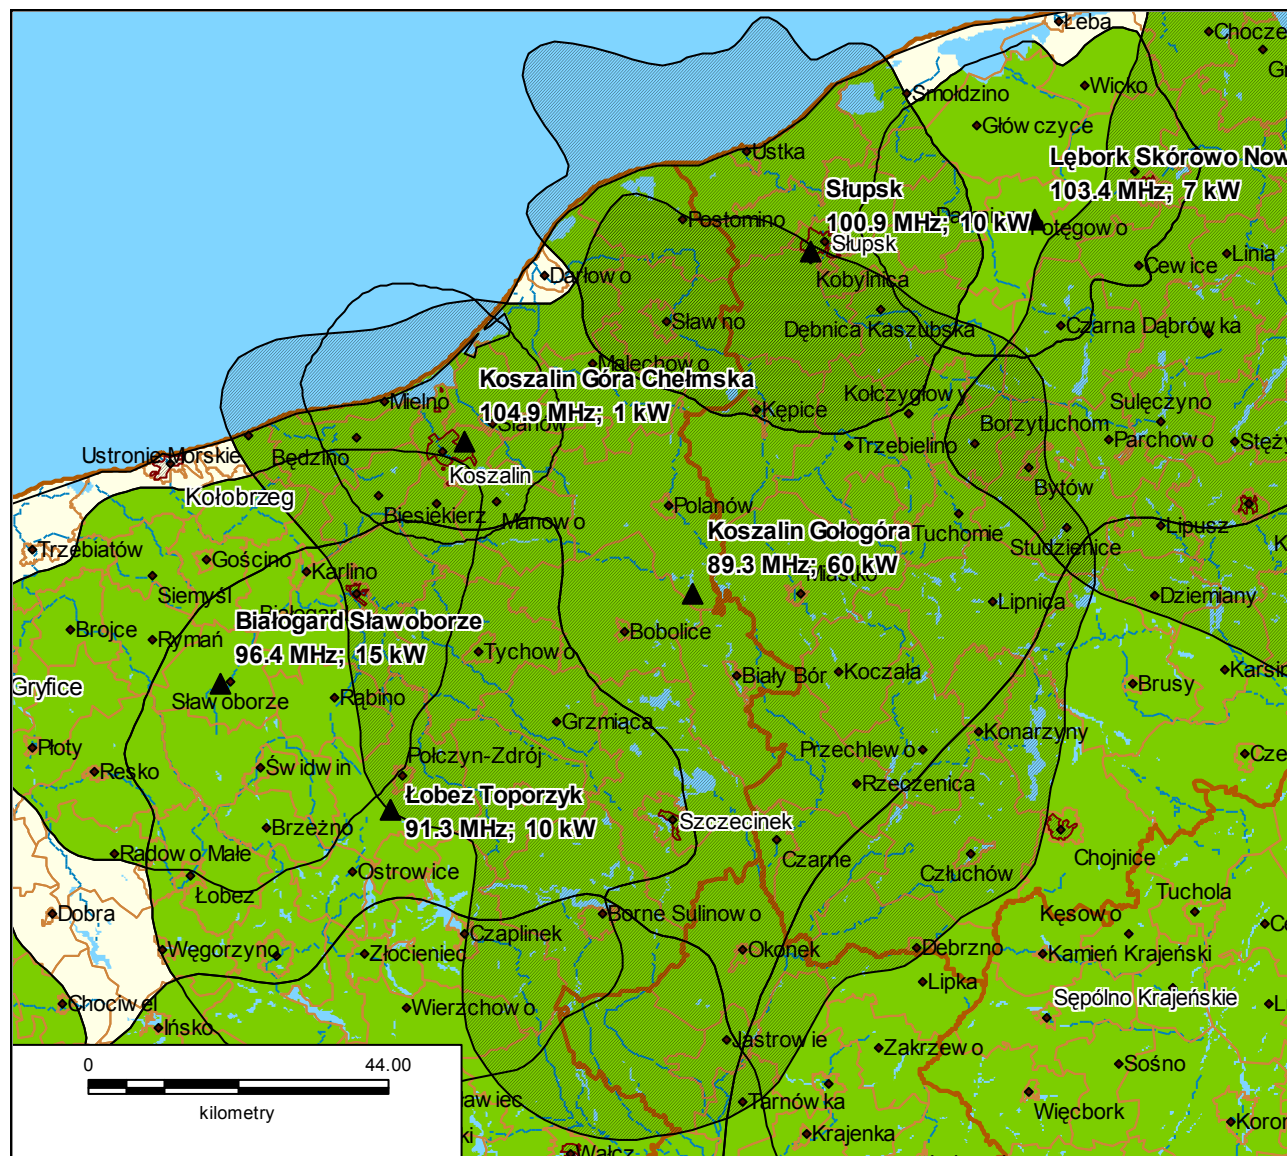 Łeba
Wicko
Smołdzino
Główczyce
Ustka
Lębork Skórowo Now
103.4 MHz; 7 kW
Słupsk
100.9 MHz; 10 kW
Postomino
Potęgowo
Słupsk
Kobylnica
Cewice
Linia
Darłowo
Sławno
Dębnica Kaszubska
Czarna Dąbrówka
Malechowo
Koszalin Góra Chełmska
104.9 MHz; 1 kW
Mielno
Sianów
Kępice
Kołczygłowy
Sulęczyno
Borzytuchom
Parchowo
Stęży
Trzebielino
Ustronie Morskie
Będzino
Koszalin
Kołobrzeg
Bytów
Biesiekierz
Manowo
Polanów
Koszalin Gołogóra
89.3 MHz; 60 kW
Tuchomie
Lipusz
Studzienice
Trzebiatów
Gościno
Karlino
Miastko
Siemyśl
Lipnica
Dziemiany
Białogard Sławoborze
96.4 MHz; 15 kW
Brojce
Rymań
Bobolice
Tychowo
Gryfice
Sławoborze
Rąbino
Biały Bór
Koczała
Brusy
Karsin
Grzmiąca
Konarzyny
Płoty
Resko
Świdwin
Połczyn-Zdrój
Przechlewo
Cze
Rzeczenica
Łobez Toporzyk
91.3 MHz; 10 kW
Brzeżno
Szczecinek
Radowo Małe
Czarne
Chojnice
Łobez
Ostrowice
Człuchów
Tuchola
Dobra
Borne Sulinowo
Kęsowo
Czaplinek
Węgorzyno
Złocieniec
Okonek
Debrzno
Kamień Krajeński
Lipka
Chociwel
Wierzchowo
Sępólno Krajeńskie
Ińsko
Jastrowie
Zakrzewo
Sośno
0
44.00
kilometry
Tarnówka
Więcbork
Krajenka
Koron
Wałcz